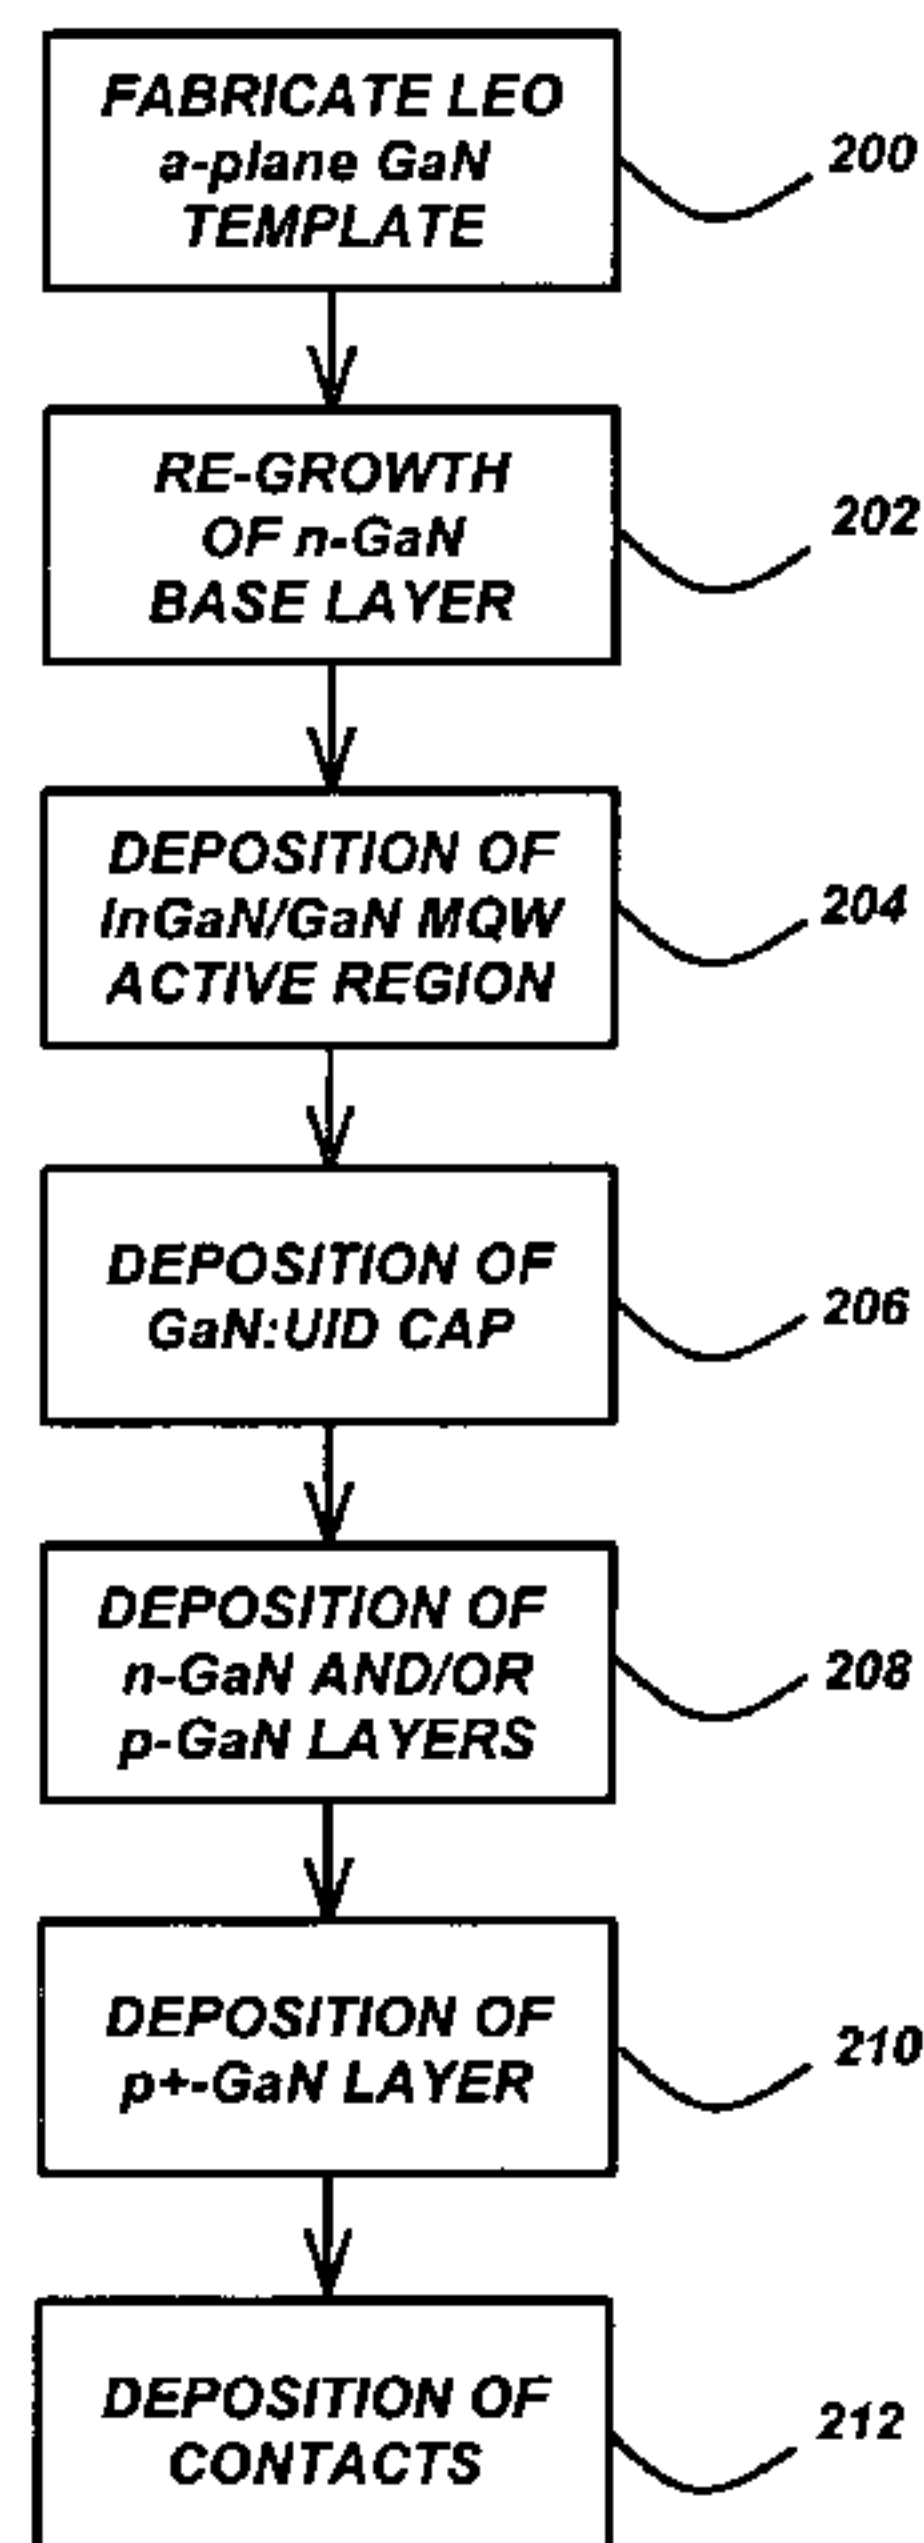 FABRICATE LEO
a-plane GaN
TEMPLATE
200
RE-GROWTH
OF n-GaN
BASE LAYER
202
DEPOSITION OF
InGaN/GaN MQW
ACTIVE REGION
204
DEPOSITION OF
GaN:UID CAP
206
DEPOSITION OF
n-GaN AND/OR
p-GaN LAYERS
208
DEPOSITION OF
p+-GaN LAYER
210
DEPOSITION OF
CONTACTS
212